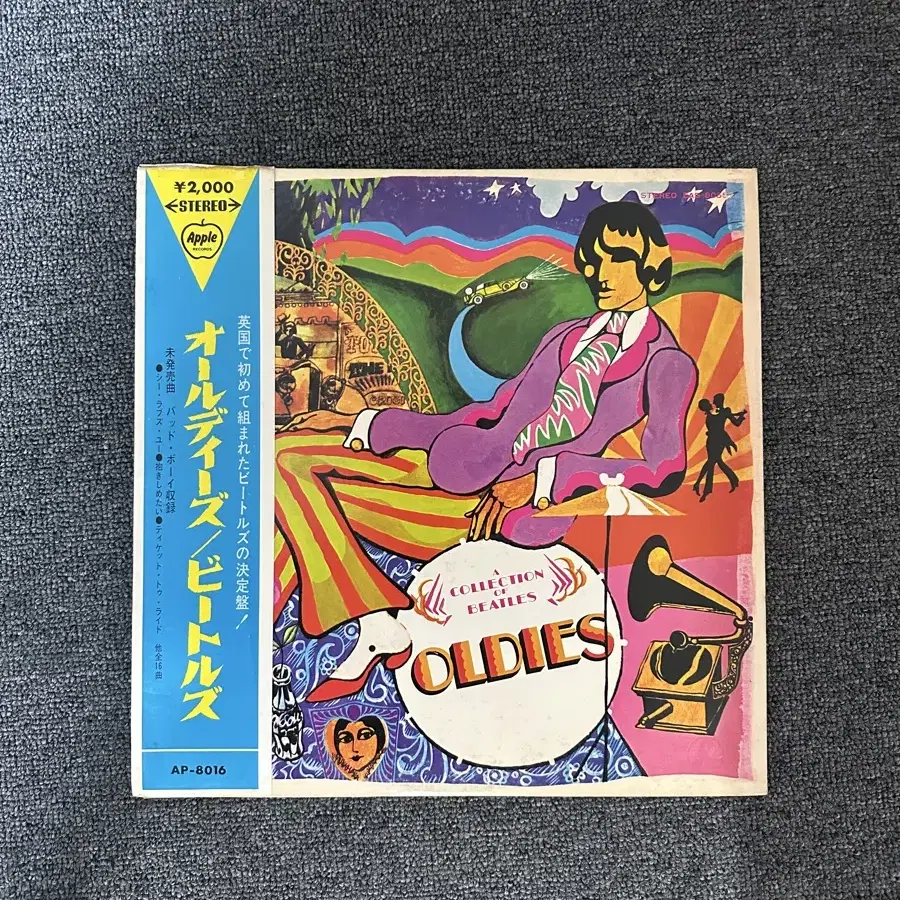 ¥2,000
STEREO
Apple
RECORDS
英国で初めて組まれたビートルズの決定盤!
オールディーズ/ビートルズ
未発売曲 バッド・ボーイ収録
●シー・ラブズ・ユー●抱きしめたい●ティケット・トゥ・ライド 他全16曲
AP-8016
STEREO
A
COLLECTION
OF
BEATLES
OLDIES